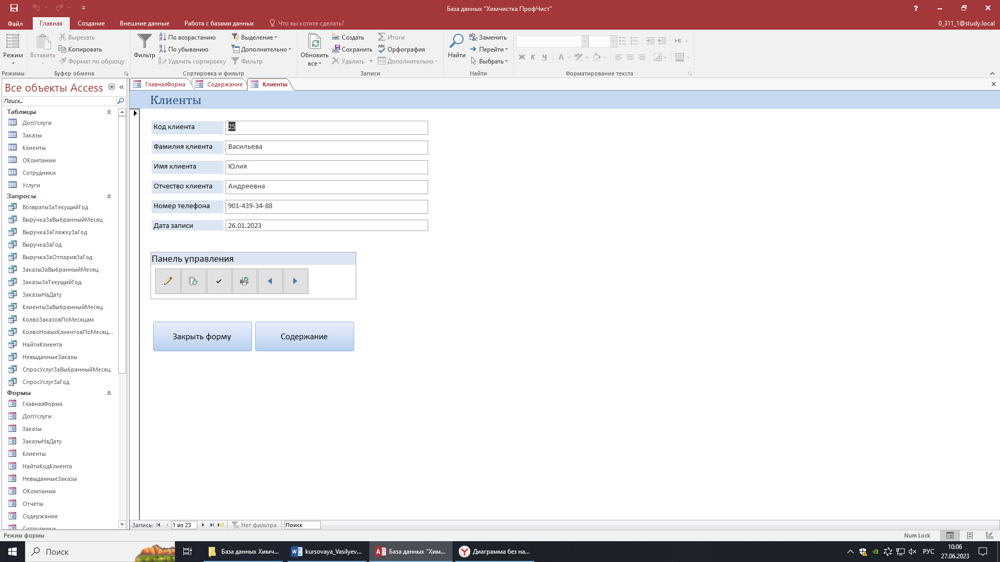 База данных "Химчистка ПрофЧист"
?
Файл
Главная
Создание
Внешние данные
Работа с базами данных
Что вы хотите сделать?
0_311_1@study.local
Режим
Режимы
Вставить
Вырезать
Копировать
Формат по образцу
Буфер обмена
Фильтр
По возрастанию
По убыванию
Удалить сортировку
Выделение
Дополнительно
Фильтр
Сортировка и фильтр
Обновить
все
Создать
Сохранить
Удалить
Итоги
Орфография
Дополнительно
Записи
Найти
Заменить
Перейти
Выбрать
Найти
Ж К Ч А
Форматирование текста
Все объекты Access
Поиск...
Таблицы
ДопУслуги
Заказы
Клиенты
ОКомпании
Сотрудники
Услуги
Запросы
ВозвратыЗаТекущийГод
ВыручкаЗаВыбранныйМесяц
ВыручкаЗаГлажкуЗаГод
ВыручкаЗаГод
ВыручкаЗаОтпаривЗаГод
ЗаказыЗаВыбранныйМесяц
ЗаказыЗаТекущийГод
ЗаказыНаДату
КлиентыЗаВыбранныйМесяц
КолвоЗаказовПоМесяцам
КолвоНовыхКлиентовПоМесяц...
НайтиКлиента
НевыданныеЗаказы
СпросУслугЗаВыбранныйМесяц
СпросУслугЗаГод
Формы
ГлавнаяФорма
ДопУслуги
Заказы
ЗаказыНаДату
Клиенты
НайтиКодКлиента
НевыданныеЗаказы
ОКомпании
Отчеты
Содержание
Сотрудники
ГлавнаяФорма
Содержание
Клиенты
Клиенты
Код клиента 25
Фамилия клиента Васильева
Имя клиента Юлия
Отчество клиента Андреевна
Номер телефона 901-439-34-88
Дата записи 26.01.2023
Панель управления
Закрыть форму
Содержание
Запись: 1 из 23 Нет фильтра Поиск
Режим формы
Num Lock
Поиск
База данных Химч...
kursovaya_Vasilyev...
База данных "Хим...
Диаграмма без на...
РУС
10:06
27.06.2023